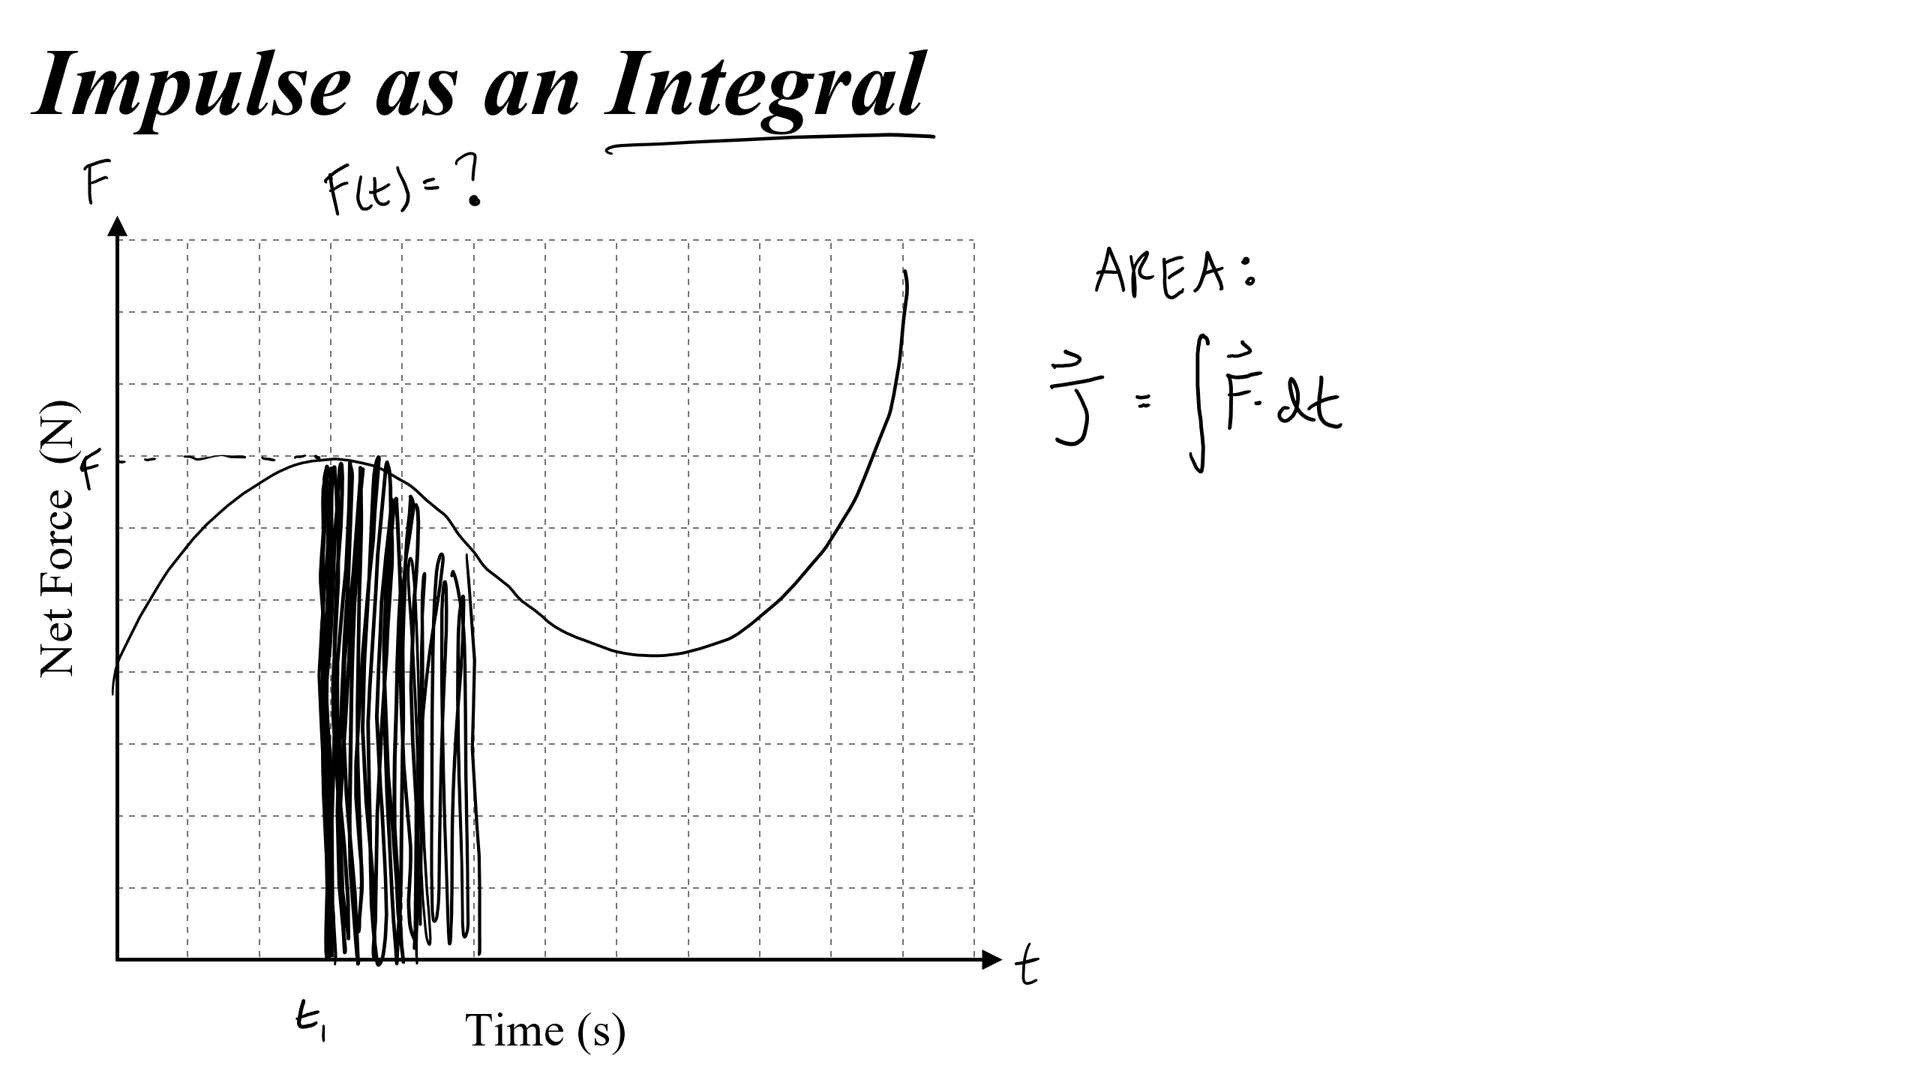 Impulse as an Integral
F
F(t) = ?
AREA:
J = ∫ F · dt
Net Force (N)
F
t
t₁
Time (s)